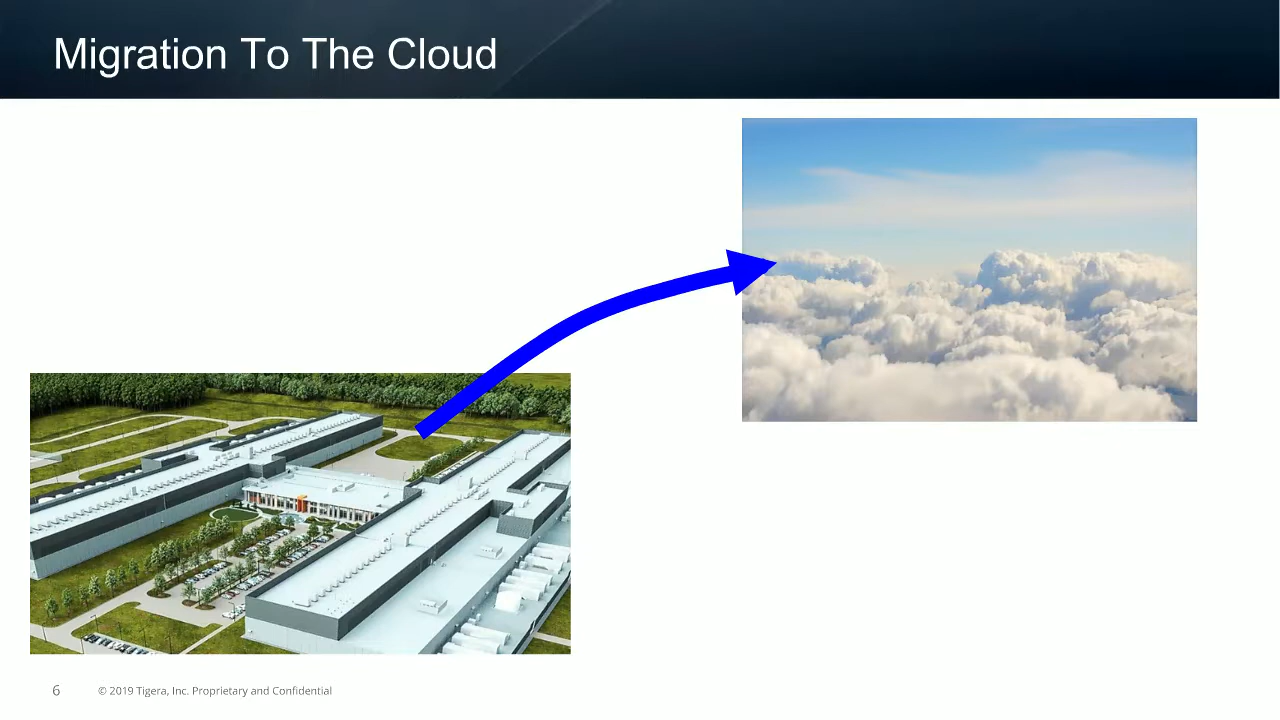 Migration To The Cloud
6
© 2019 Tigera, Inc. Proprietary and Confidential